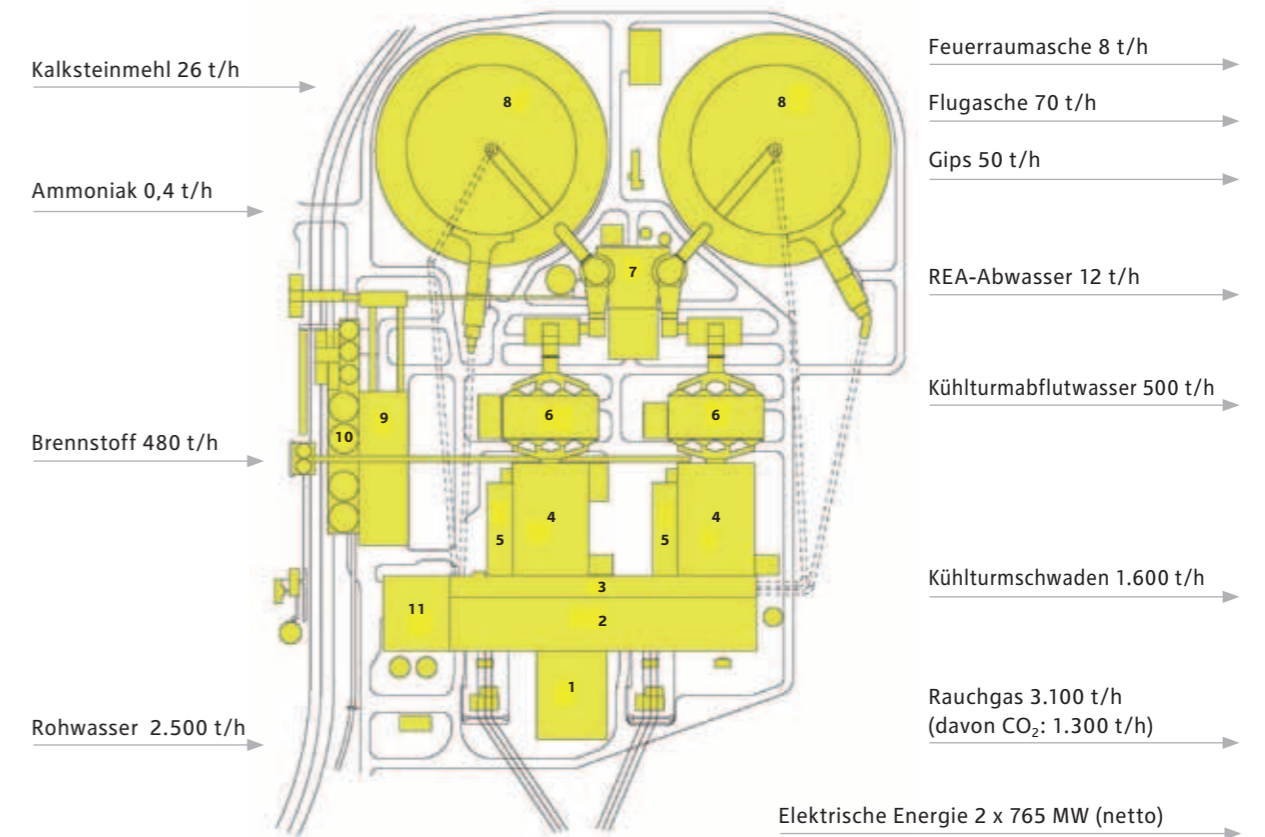 Kalksteinmehl 26 t/h
Ammoniak 0,4 t/h
Brennstoff 480 t/h
Rohwasser 2.500 t/h
8
8
7
6
6
9
10
4
4
5
5
3
2
11
1
Feuerraumasche 8 t/h
Flugasche 70 t/h
Gips 50 t/h
REA-Abwasser 12 t/h
Kühlturmabflutwasser 500 t/h
Kühlturmschwaden 1.600 t/h
Rauchgas 3.100 t/h
(davon CO₂: 1.300 t/h)
Elektrische Energie 2 x 765 MW (netto)